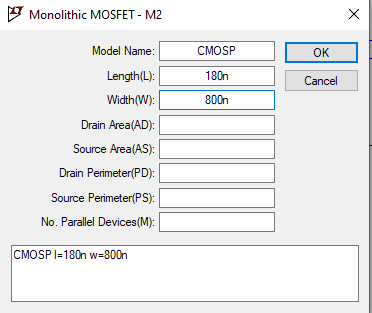 Monolithic MOSFET - M2
Model Name: CMOSP OK
Length(L): 180n Cancel
Width(W): 800n
Drain Area(AD):
Source Area(AS):
Drain Perimeter(PD):
Source Perimeter(PS):
No. Parallel Devices(M):
CMOSP l=180n w=800n